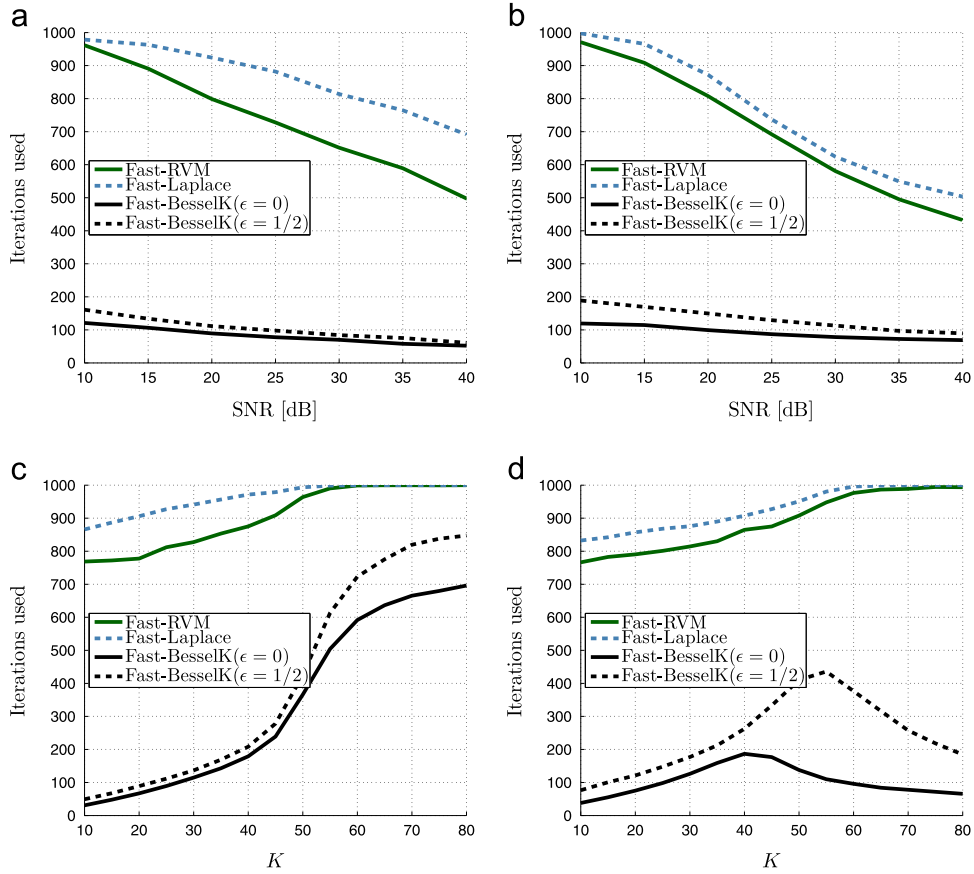 a
1000
900
800
700
600
500
400
300
200
100
0
Iterations used
Fast-RVM
Fast-Laplace
Fast-BesselK(ϵ = 0)
Fast-BesselK(ϵ = 1/2)
10 15 20 25 30 35 40
SNR [dB]
b
1000
900
800
700
600
500
400
300
200
100
0
Iterations used
Fast-RVM
Fast-Laplace
Fast-BesselK(ϵ = 0)
Fast-BesselK(ϵ = 1/2)
10 15 20 25 30 35 40
SNR [dB]
c
1000
900
800
700
600
500
400
300
200
100
0
Iterations used
Fast-RVM
Fast-Laplace
Fast-BesselK(ϵ = 0)
Fast-BesselK(ϵ = 1/2)
10 20 30 40 50 60 70 80
K
d
1000
900
800
700
600
500
400
300
200
100
0
Iterations used
Fast-RVM
Fast-Laplace
Fast-BesselK(ϵ = 0)
Fast-BesselK(ϵ = 1/2)
10 20 30 40 50 60 70 80
K